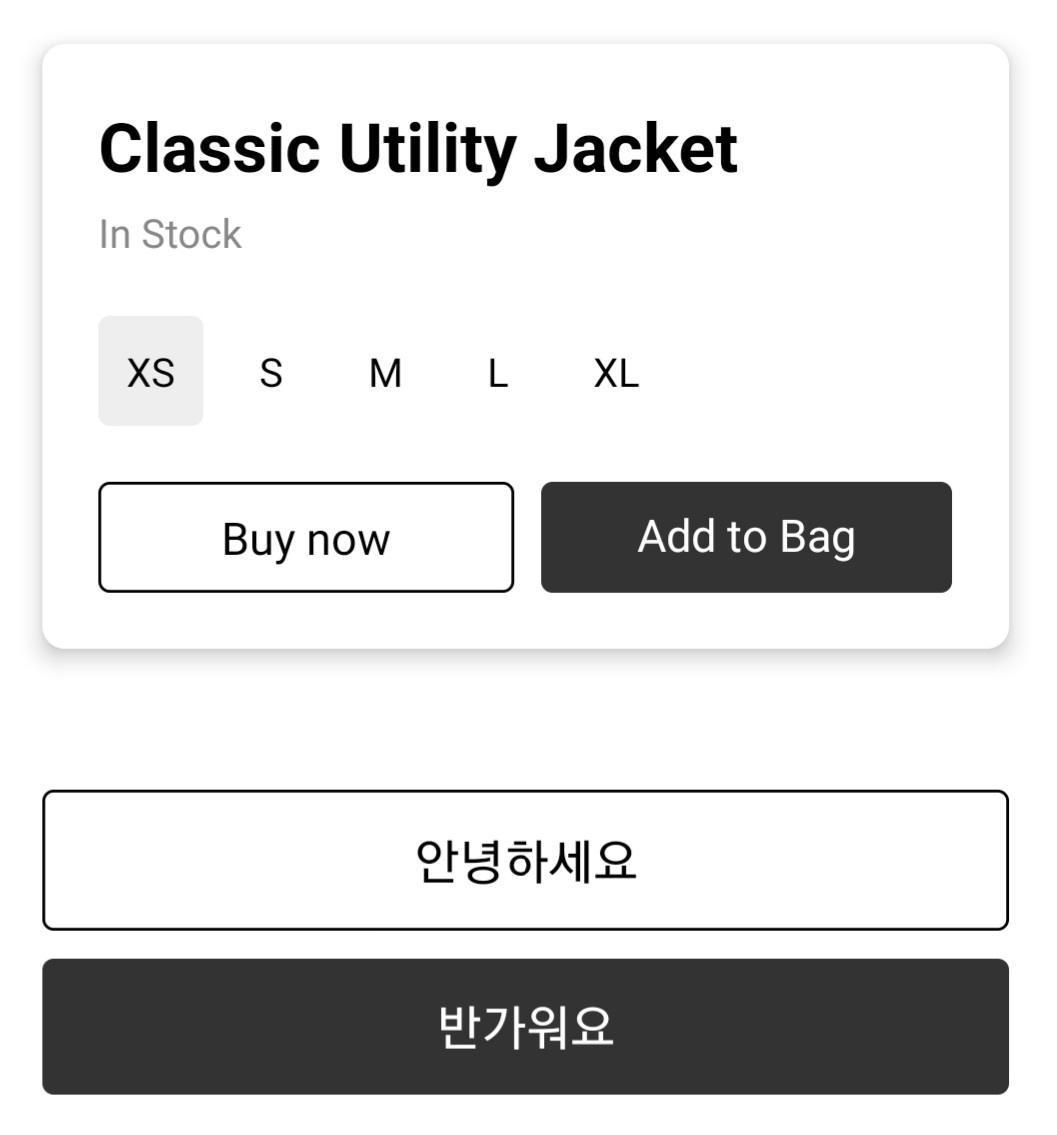 Classic Utility Jacket
In Stock
XS S M L XL
Buy now Add to Bag
안녕하세요
반가워요